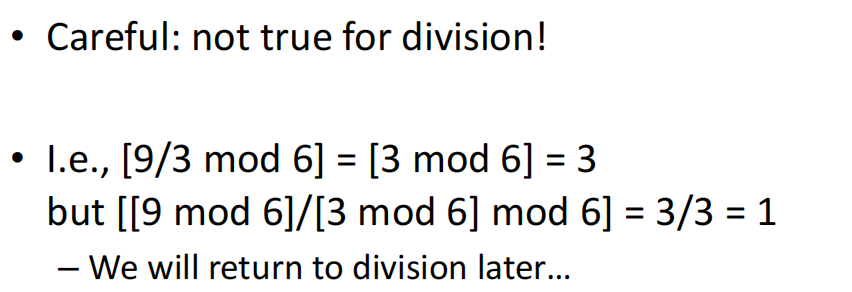 • Careful: not true for division!
• I.e., [9/3 mod 6] = [3 mod 6] = 3
but [[9 mod 6]/[3 mod 6] mod 6] = 3/3 = 1
– We will return to division later…